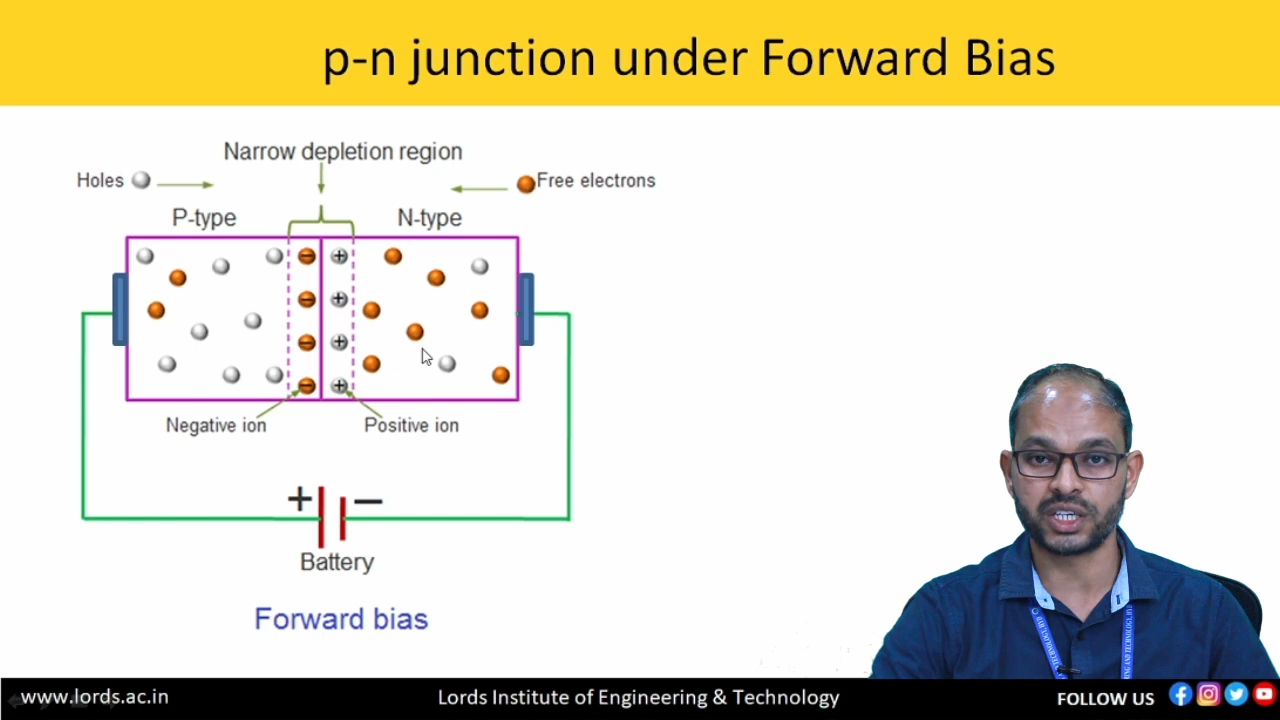 p-n junction under Forward Bias
Narrow depletion region
Holes
Free electrons
P-type
N-type
Negative ion
Positive ion
+ −
Battery
Forward bias
www.lords.ac.in
Lords Institute of Engineering & Technology
FOLLOW US